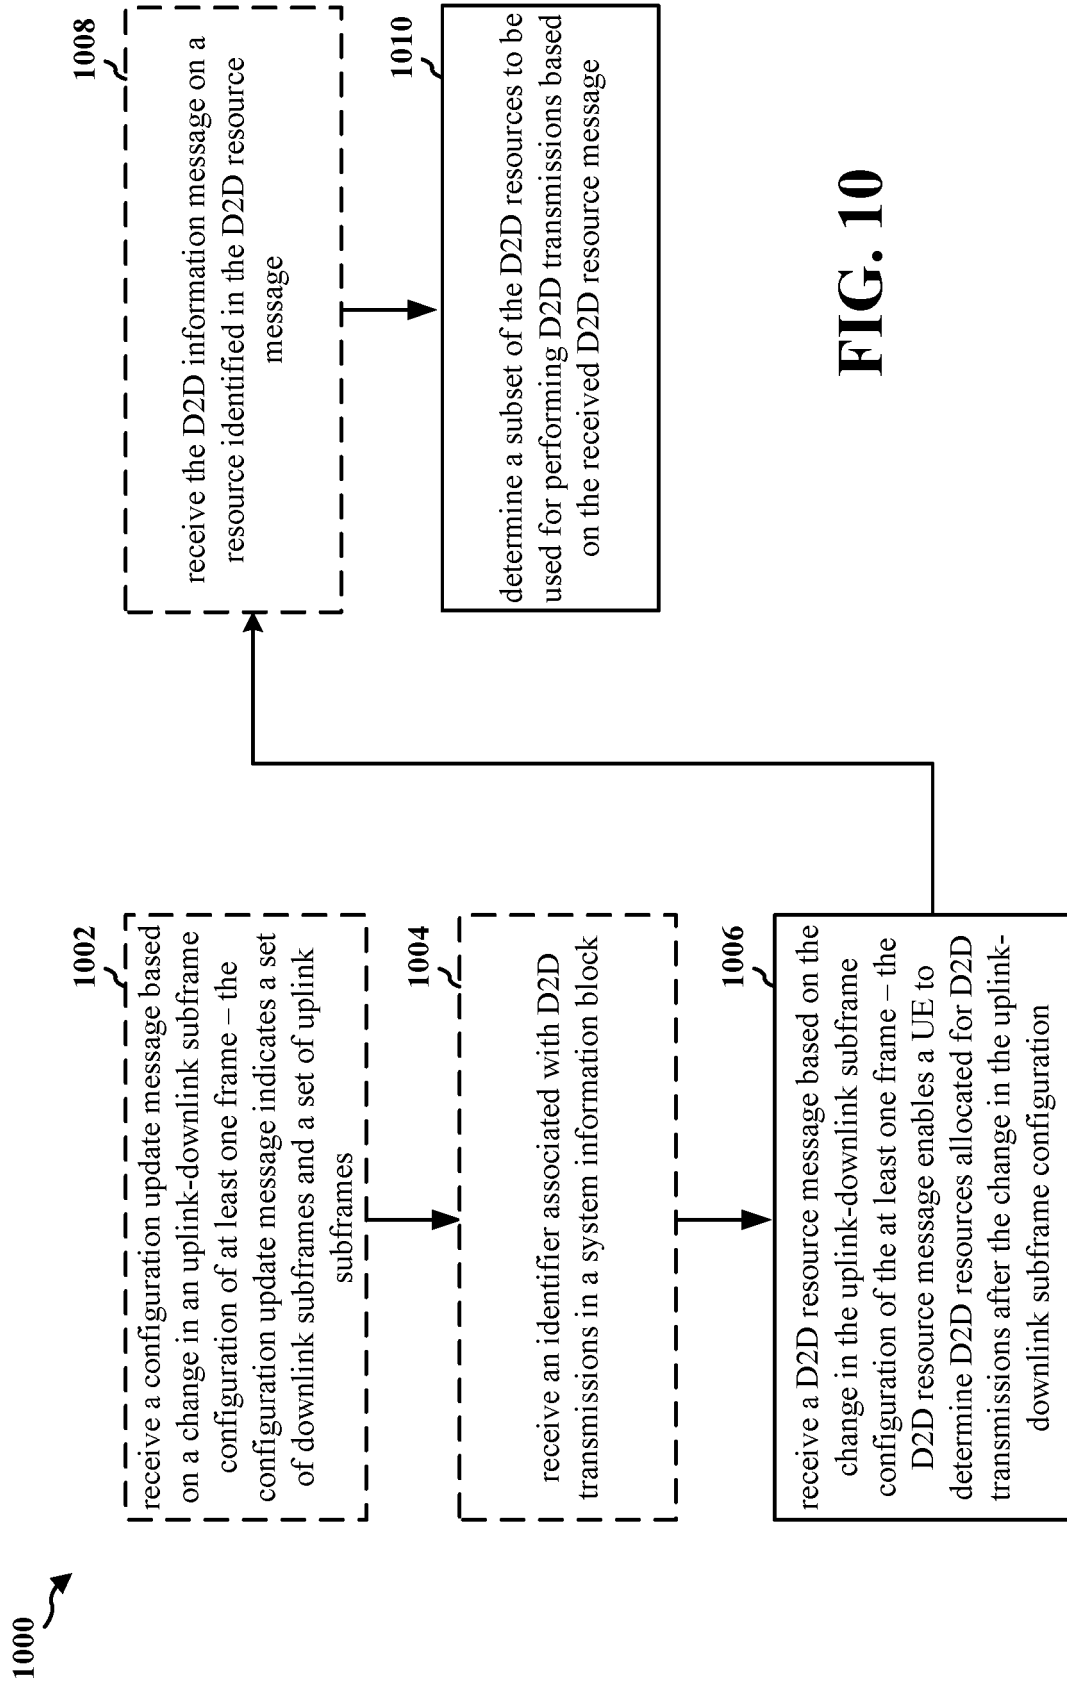 1000
1002
receive a configuration update message based
on a change in an uplink-downlink subframe
configuration of at least one frame – the
configuration update message indicates a set
of downlink subframes and a set of uplink
subframes
1004
receive an identifier associated with D2D
transmissions in a system information block
1006
receive a D2D resource message based on the
change in the uplink-downlink subframe
configuration of the at least one frame – the
D2D resource message enables a UE to
determine D2D resources allocated for D2D
transmissions after the change in the uplink-
downlink subframe configuration
1008
receive the D2D information message on a
resource identified in the D2D resource
message
1010
determine a subset of the D2D resources to be
used for performing D2D transmissions based
on the received D2D resource message
FIG. 10